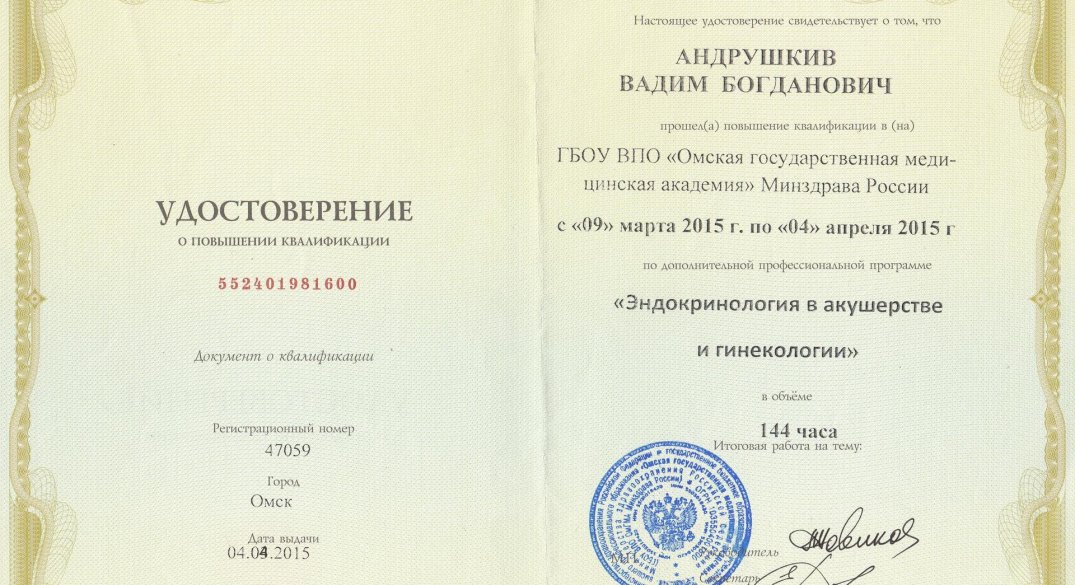 УДОСТОВЕРЕНИЕ
О ПОВЫШЕНИИ КВАЛИФИКАЦИИ
552401981600
Документ о квалификации
Регистрационный номер
47059
Город
Омск
Дата выдачи
04.04.2015
Настоящее удостоверение свидетельствует о том, что
АНДРУШКИВ
ВАДИМ БОГДАНОВИЧ
прошел(а) повышение квалификации в (на)
ГБОУ ВПО «Омская государственная меди-
цинская академия» Минздрава России
с «09» марта 2015 г. по «04» апреля 2015 г
по дополнительной профессиональной программе
«Эндокринология в акушерстве
и гинекологии»
в объёме
144 часа
Итоговая работа на тему:
Секретарь